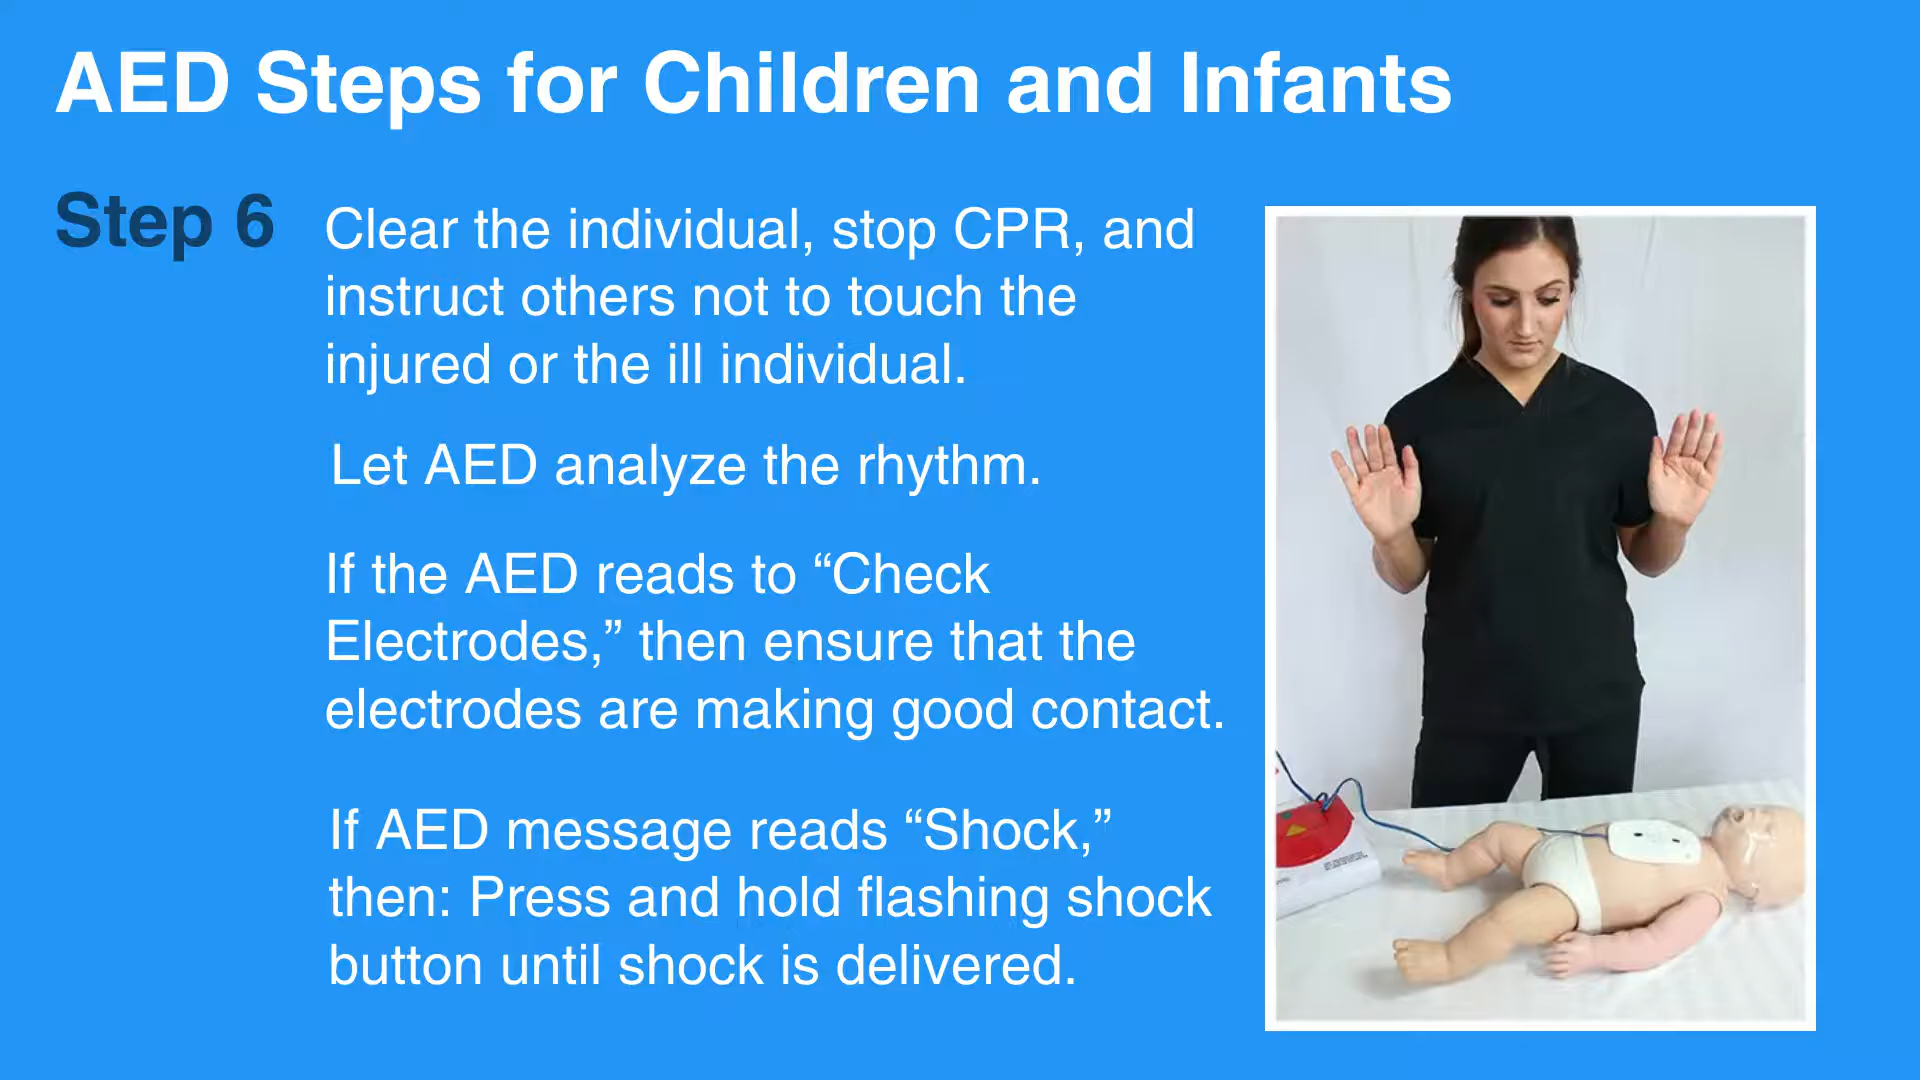 AED Steps for Children and Infants
Step 6
Clear the individual, stop CPR, and
instruct others not to touch the
injured or the ill individual.
Let AED analyze the rhythm.
If the AED reads to “Check
Electrodes,” then ensure that the
electrodes are making good contact.
If AED message reads “Shock,”
then: Press and hold flashing shock
button until shock is delivered.